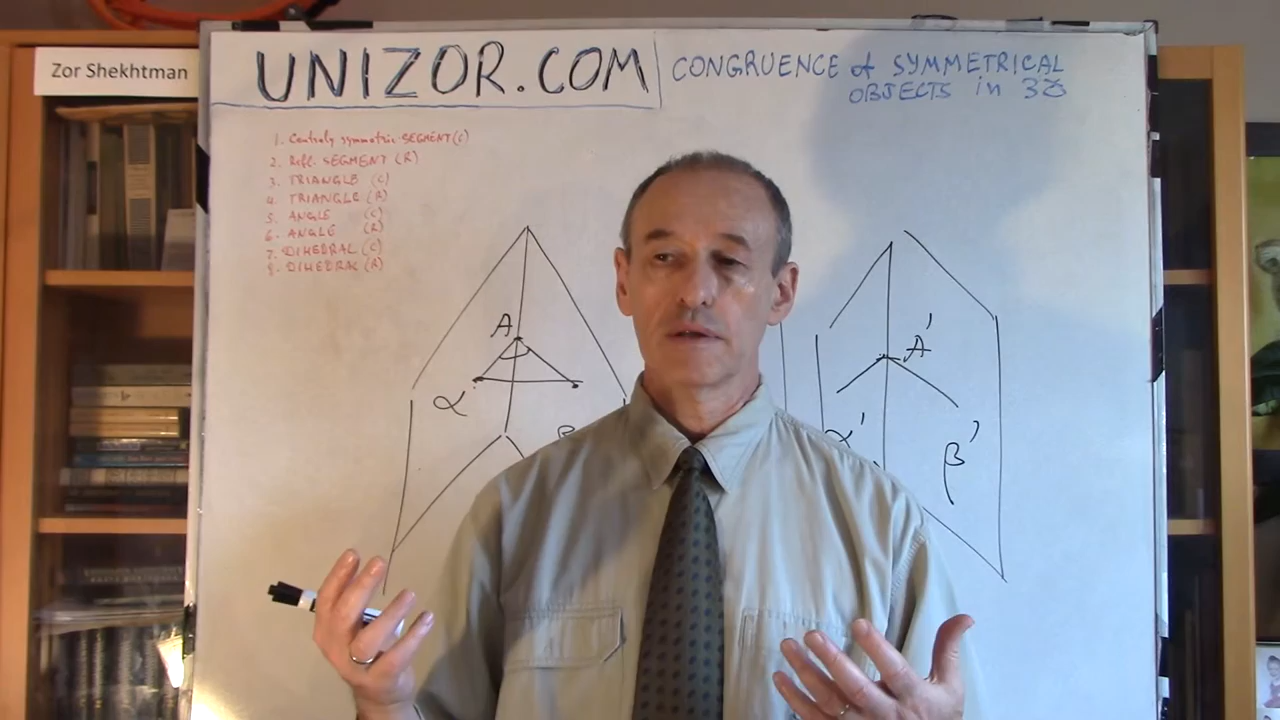 Zor Shekhtman
UNIZOR.COM
CONGRUENCE of SYMMETRICAL
OBJECTS in 3D
1. Centraly symmetric SEGMENT (C)
2. Refl. SEGMENT (R)
3. TRIANGLE (C)
4. TRIANGLE (R)
5. ANGLE (C)
6. ANGLE (R)
7. DIHEDRAL (C)
8. DIHEDRAL (R)
A
α
β
A'
α'
β'